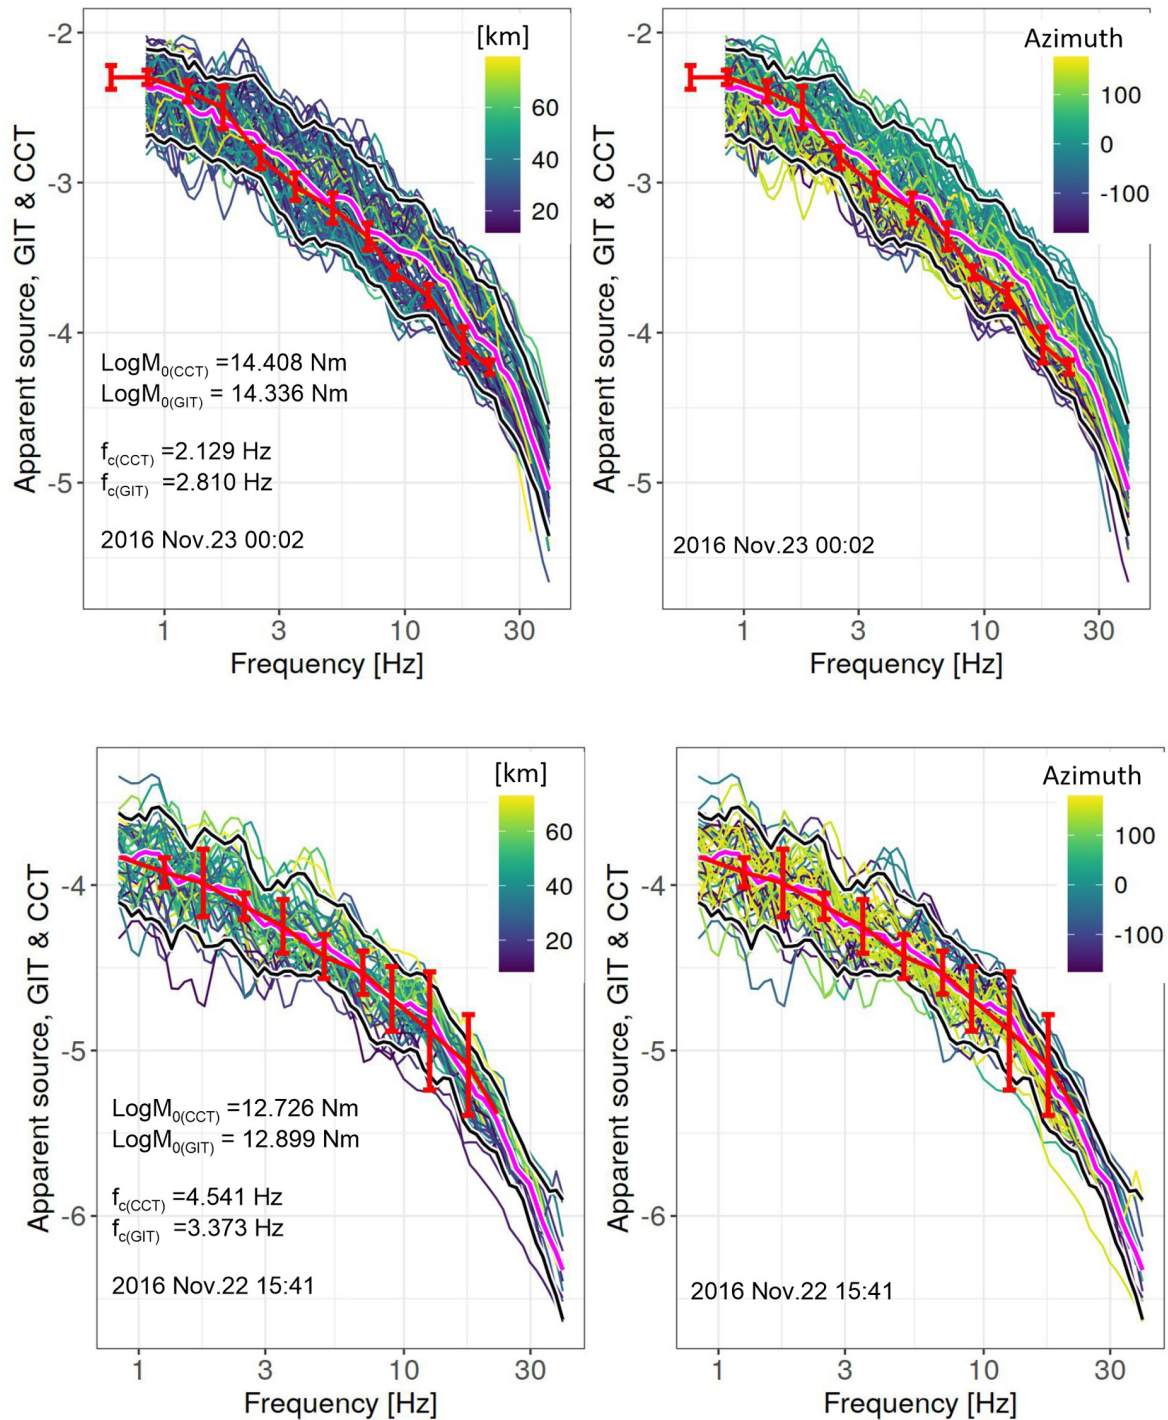 [km]
Azimuth
-2
-2
60
100
40
0
20
-100
-3
-3
-4
-4
-5
-5
Apparent source, GIT & CCT
Apparent source, GIT & CCT
LogM0(CCT) =14.408 Nm
LogM0(GIT) = 14.336 Nm
fc(CCT) =2.129 Hz
fc(GIT) =2.810 Hz
2016 Nov.23 00:02
2016 Nov.23 00:02
1 3 10 30
1 3 10 30
Frequency [Hz]
Frequency [Hz]
[km]
Azimuth
60
100
40
0
20
-100
-4
-4
-5
-5
-6
-6
Apparent source, GIT & CCT
Apparent source, GIT & CCT
LogM0(CCT) =12.726 Nm
LogM0(GIT) = 12.899 Nm
fc(CCT) =4.541 Hz
fc(GIT) =3.373 Hz
2016 Nov.22 15:41
2016 Nov.22 15:41
1 3 10 30
1 3 10 30
Frequency [Hz]
Frequency [Hz]